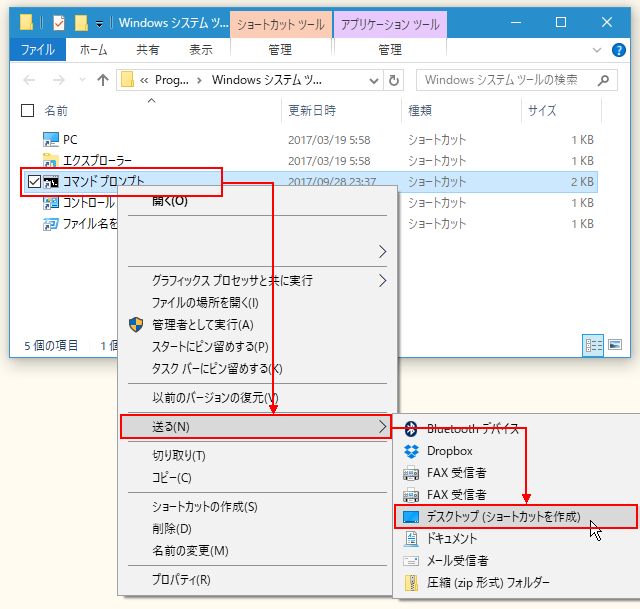 Windows システム ツ...
ショートカット ツール
アプリケーション ツール
ファイル
ホーム
共有
表示
管理
管理
« Prog... > Windows システム ツ...
Windows システム ツールの検索
名前
更新日時
種類
サイズ
PC 2017/03/19 5:58 ショートカット 1 KB
エクスプローラー 2017/03/19 5:58 ショートカット 1 KB
コマンド プロンプト 2017/09/28 23:37 ショートカット 2 KB
コントロール ショートカット 1 KB
ファイル名を ショートカット 1 KB
5 個の項目
開く(O)
グラフィックス プロセッサと共に実行
ファイルの場所を開く(I)
管理者として実行(A)
スタートにピン留めする(P)
タスク バーにピン留めする(K)
以前のバージョンの復元(V)
送る(N)
切り取り(T)
コピー(C)
ショートカットの作成(S)
削除(D)
名前の変更(M)
プロパティ(R)
Bluetooth デバイス
Dropbox
FAX 受信者
FAX 受信者
デスクトップ (ショートカットを作成)
ドキュメント
メール受信者
圧縮 (zip 形式) フォルダー